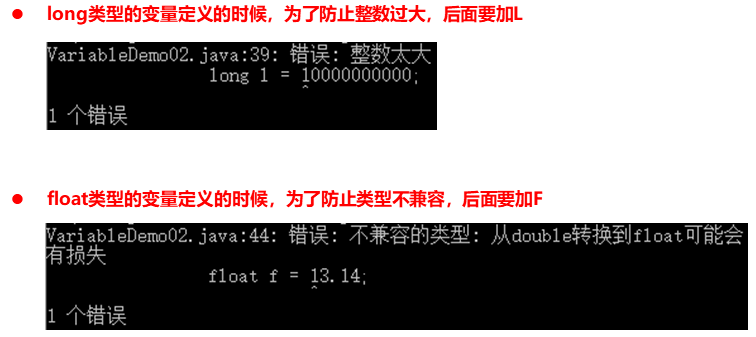 long类型的变量定义的时候，为了防止整数过大，后面要加L
VariableDemo02.java:39: 错误: 整数太大
long l = 10000000000;
^
1 个错误
float类型的变量定义的时候，为了防止类型不兼容，后面要加F
VariableDemo02.java:44: 错误: 不兼容的类型: 从double转换到float可能会
有损失
float f = 13.14;
^
1 个错误